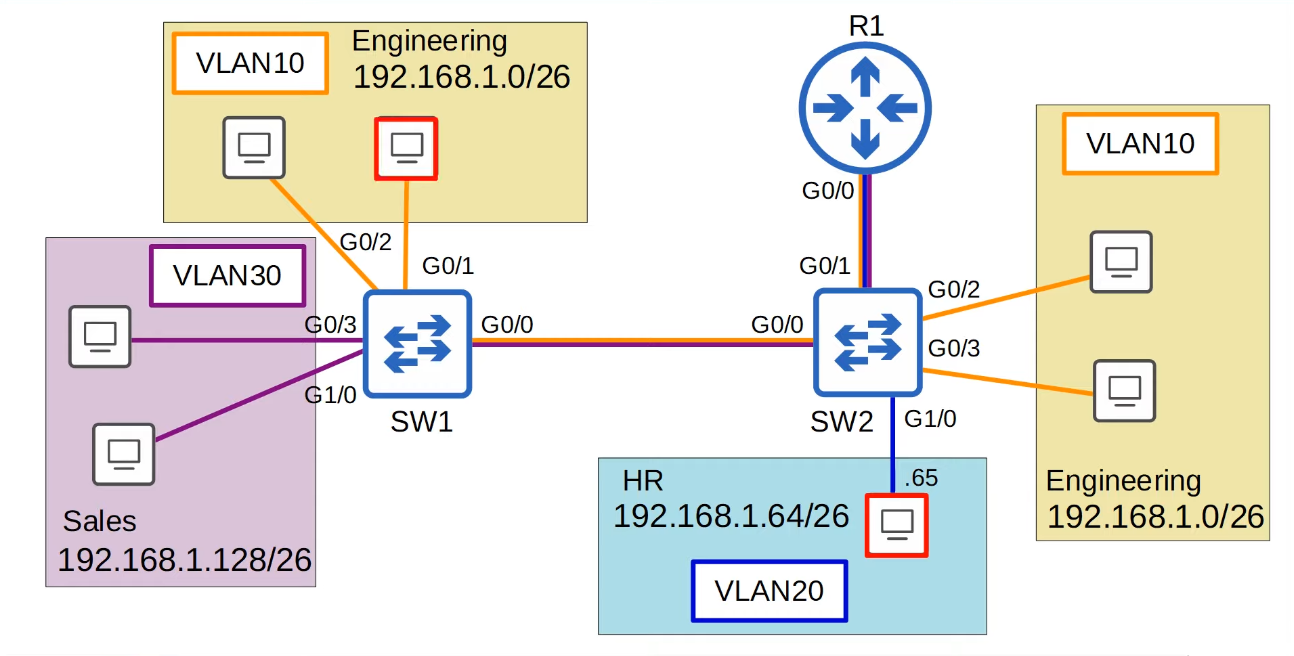 R1
Engineering
VLAN10
192.168.1.0/26
VLAN10
G0/0
G0/2
G0/1
G0/1
VLAN30
G0/2
G0/3
G0/0
G0/0
G0/3
G1/0
SW1
SW2
G1/0
HR
.65
192.168.1.64/26
VLAN20
Engineering
192.168.1.0/26
Sales
192.168.1.128/26